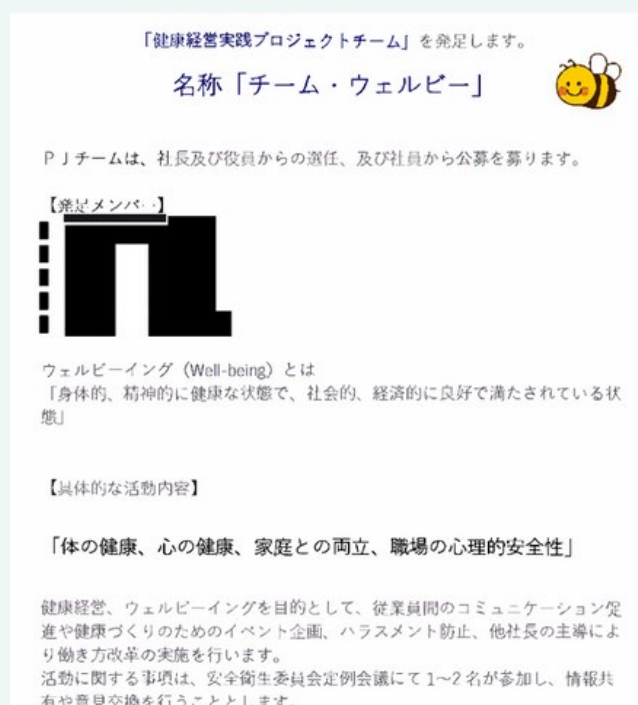 「健康経営実践プロジェクトチーム」を発足します。
名称「チーム・ウェルビー」
ＰＪチームは、社長及び役員からの選任、及び社員から公募を募ります。
【発足メンバー】
ウェルビーイング（Well-being）とは
「身体的、精神的に健康な状態で、社会的、経済的に良好で満たされている状
態」
【具体的な活動内容】
「体の健康、心の健康、家庭との両立、職場の心理的安全性」
健康経営、ウェルビーイングを目的として、従業員間のコミュニケーション促
進や健康づくりのためのイベント企画、ハラスメント防止、他社長の主導によ
り働き方改革の実施を行います。
活動に関する事項は、安全衛生委員会定例会議にて1～2名が参加し、情報共
有や意見交換を行うこととします。